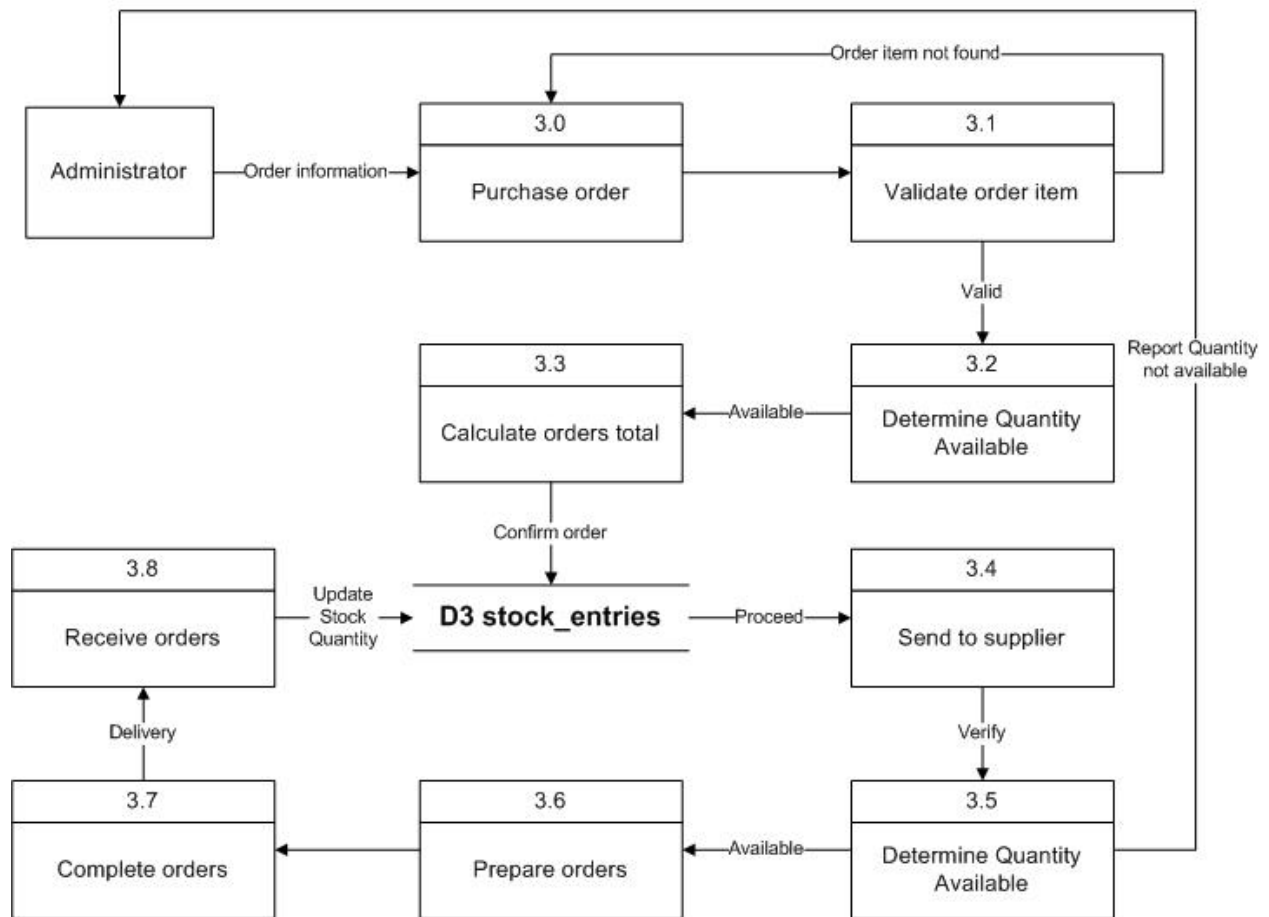 Order item not found
3.0
3.1
Administrator
Order information
Purchase order
Validate order item
Valid
Report Quantity
not available
3.3
3.2
Calculate orders total
Available
Determine Quantity
Available
Confirm order
3.8
3.4
Receive orders
Update
Stock
Quantity
D3 stock_entries
Proceed
Send to supplier
Delivery
Verify
3.7
3.6
3.5
Complete orders
Prepare orders
Available
Determine Quantity
Available